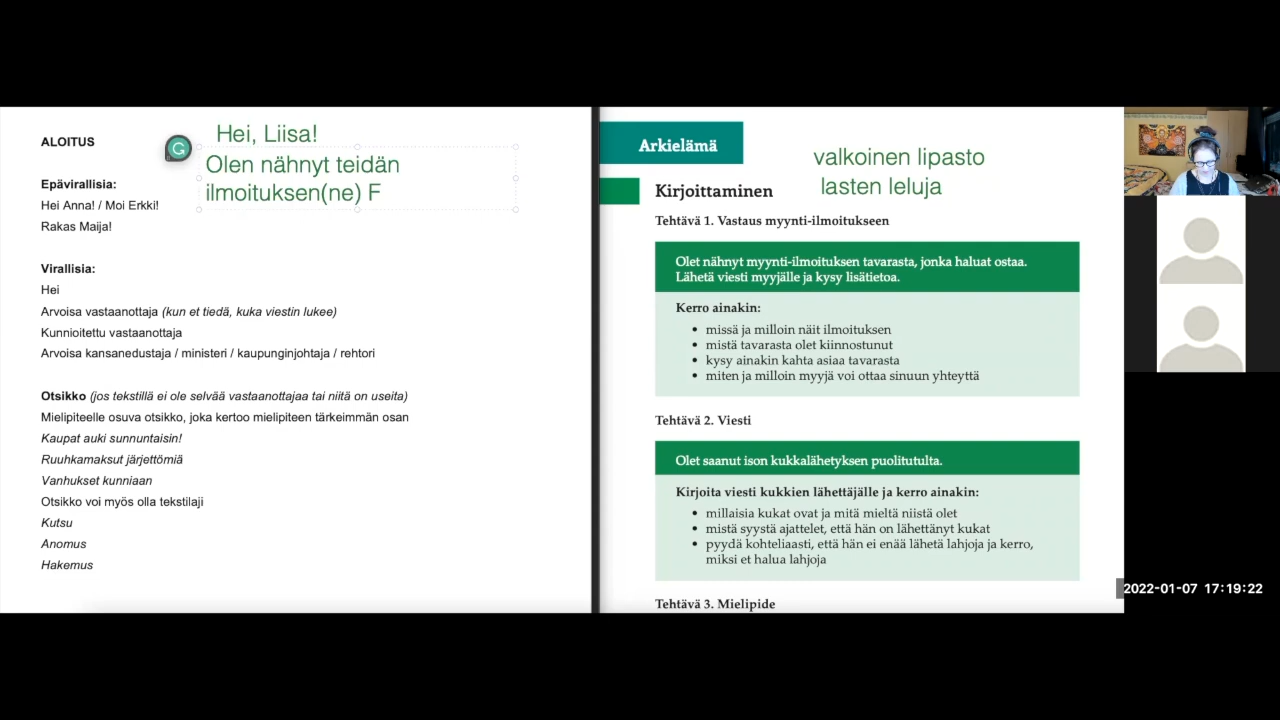 ALOITUS
Hei, Liisa!
Olen nähnyt teidän
ilmoituksen(ne) F
Epävirallisia:
Hei Anna! / Moi Erkki!
Rakas Maija!
Virallisia:
Hei
Arvoisa vastaanottaja (kun et tiedä, kuka viestin lukee)
Kunnioitettu vastaanottaja
Arvoisa kansanedustaja / ministeri / kaupunginjohtaja / rehtori
Otsikko (jos tekstillä ei ole selvää vastaanottajaa tai niitä on useita)
Mielipiteelle osuva otsikko, joka kertoo mielipiteen tärkeimmän osan
Kaupat auki sunnuntaisin!
Ruuhkamaksut järjettömiä
Vanhukset kunniaan
Otsikko voi myös olla tekstilaji
Kutsu
Anomus
Hakemus
Arkielämä
valkoinen lipasto
lasten leluja
Kirjoittaminen
Tehtävä 1. Vastaus myynti-ilmoitukseen
Olet nähnyt myynti-ilmoituksen tavarasta, jonka haluat ostaa.
Lähetä viesti myyjälle ja kysy lisätietoa.
Kerro ainakin:
• missä ja milloin näit ilmoituksen
• mistä tavarasta olet kiinnostunut
• kysy ainakin kahta asiaa tavarasta
• miten ja milloin myyjä voi ottaa sinuun yhteyttä
Tehtävä 2. Viesti
Olet saanut ison kukkalähetyksen puolitutulta.
Kirjoita viesti kukkien lähettäjälle ja kerro ainakin:
• millaisia kukat ovat ja mitä mieltä niistä olet
• mistä syystä ajattelet, että hän on lähettänyt kukat
• pyydä kohteliaasti, että hän ei enää lähetä lahjoja ja kerro,
miksi et halua lahjoja
Tehtävä 3. Mielipide
2022-01-07 17:19:22